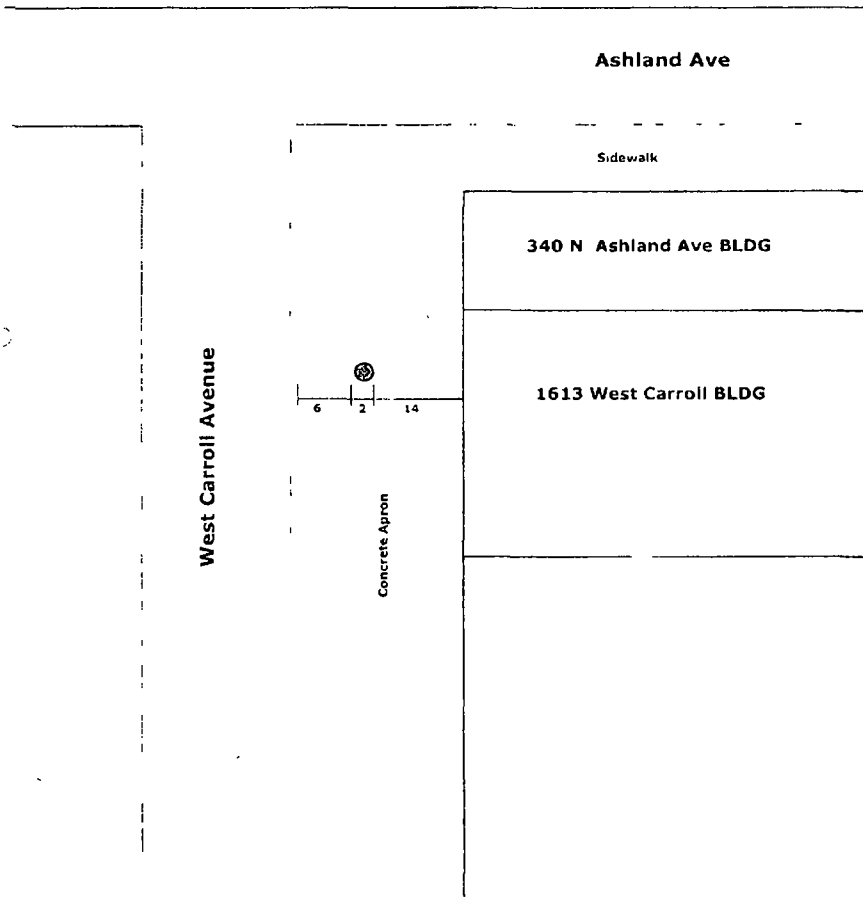 Ashland Ave
Sidewalk
340 N Ashland Ave BLDG
West Carroll Avenue
6 2 14
1613 West Carroll BLDG
Concrete Apron